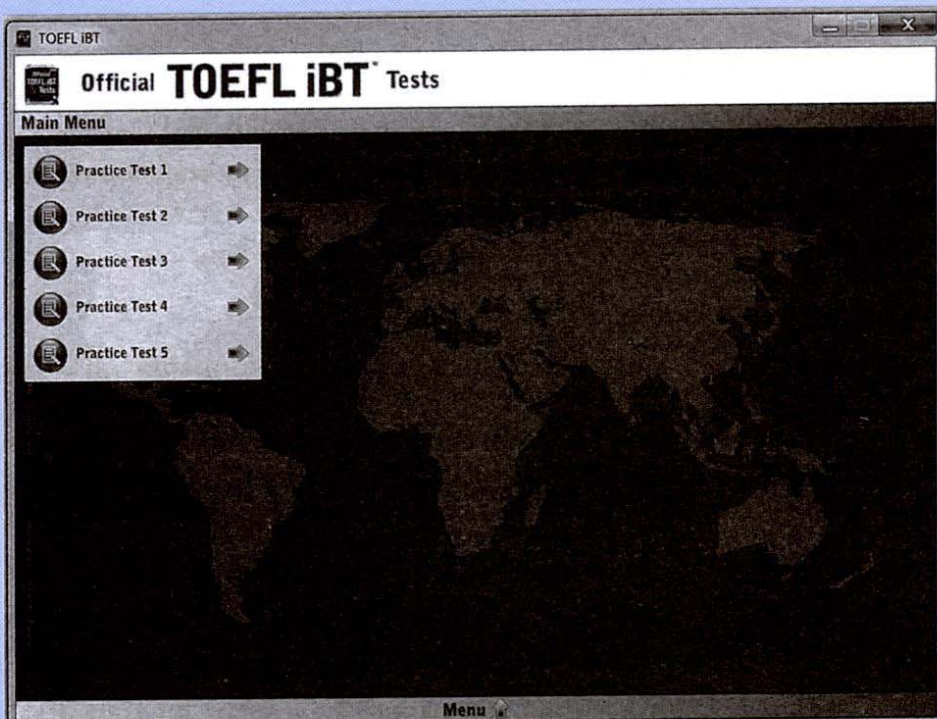 TOEFL iBT
Official TOEFL iBT™ Tests
Main Menu
Practice Test 1
Practice Test 2
Practice Test 3
Practice Test 4
Practice Test 5
Menu